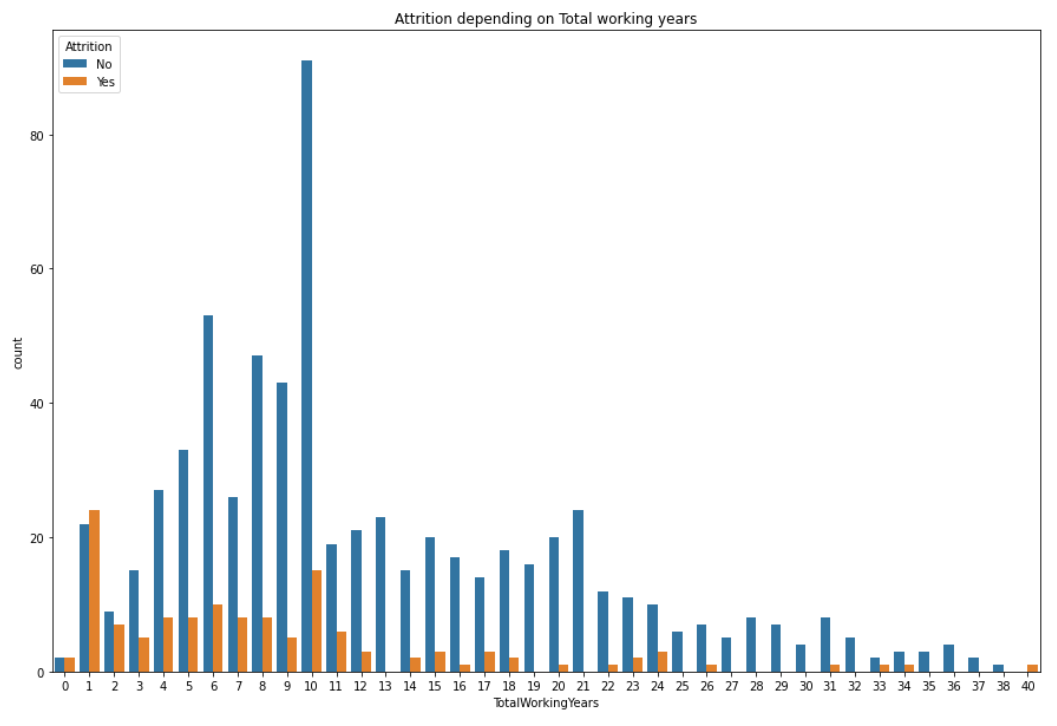 Attrition depending on Total working years
Attrition
No
Yes
80
60
40
20
0
count
0 1 2 3 4 5 6 7 8 9 10 11 12 13 14 15 16 17 18 19 20 21 22 23 24 25 26 27 28 29 30 31 32 33 34 35 36 37 38 40
TotalWorkingYears